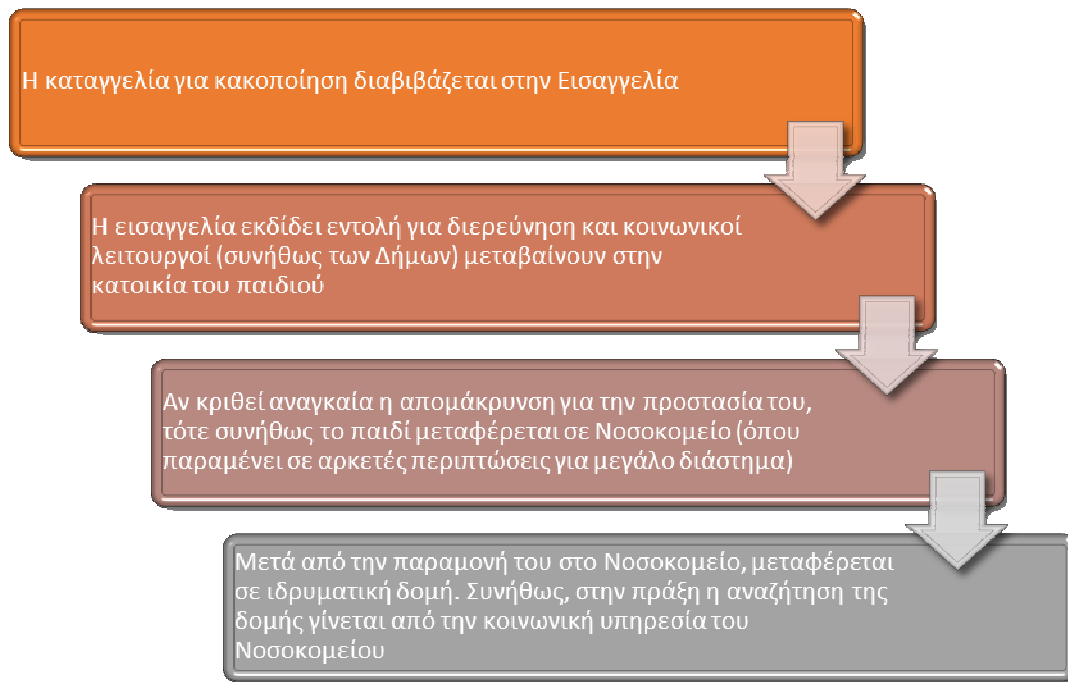 Η καταγγελία για κακοποίηση διαβιβάζεται στην Εισαγγελία
Η εισαγγελία εκδίδει εντολή για διερεύνηση και κοινωνικοί
λειτουργοί (συνήθως των Δήμων) μεταβαίνουν στην
κατοικία του παιδιού
Αν κριθεί αναγκαία η απομάκρυνση για την προστασία του,
τότε συνήθως το παιδί μεταφέρεται σε Νοσοκομείο (όπου
παραμένει σε αρκετές περιπτώσεις για μεγάλο διάστημα)
Μετά από την παραμονή του στο Νοσοκομείο, μεταφέρεται
σε ιδρυματική δομή. Συνήθως, στην πράξη η αναζήτηση της
δομής γίνεται από την κοινωνική υπηρεσία του
Νοσοκομείου